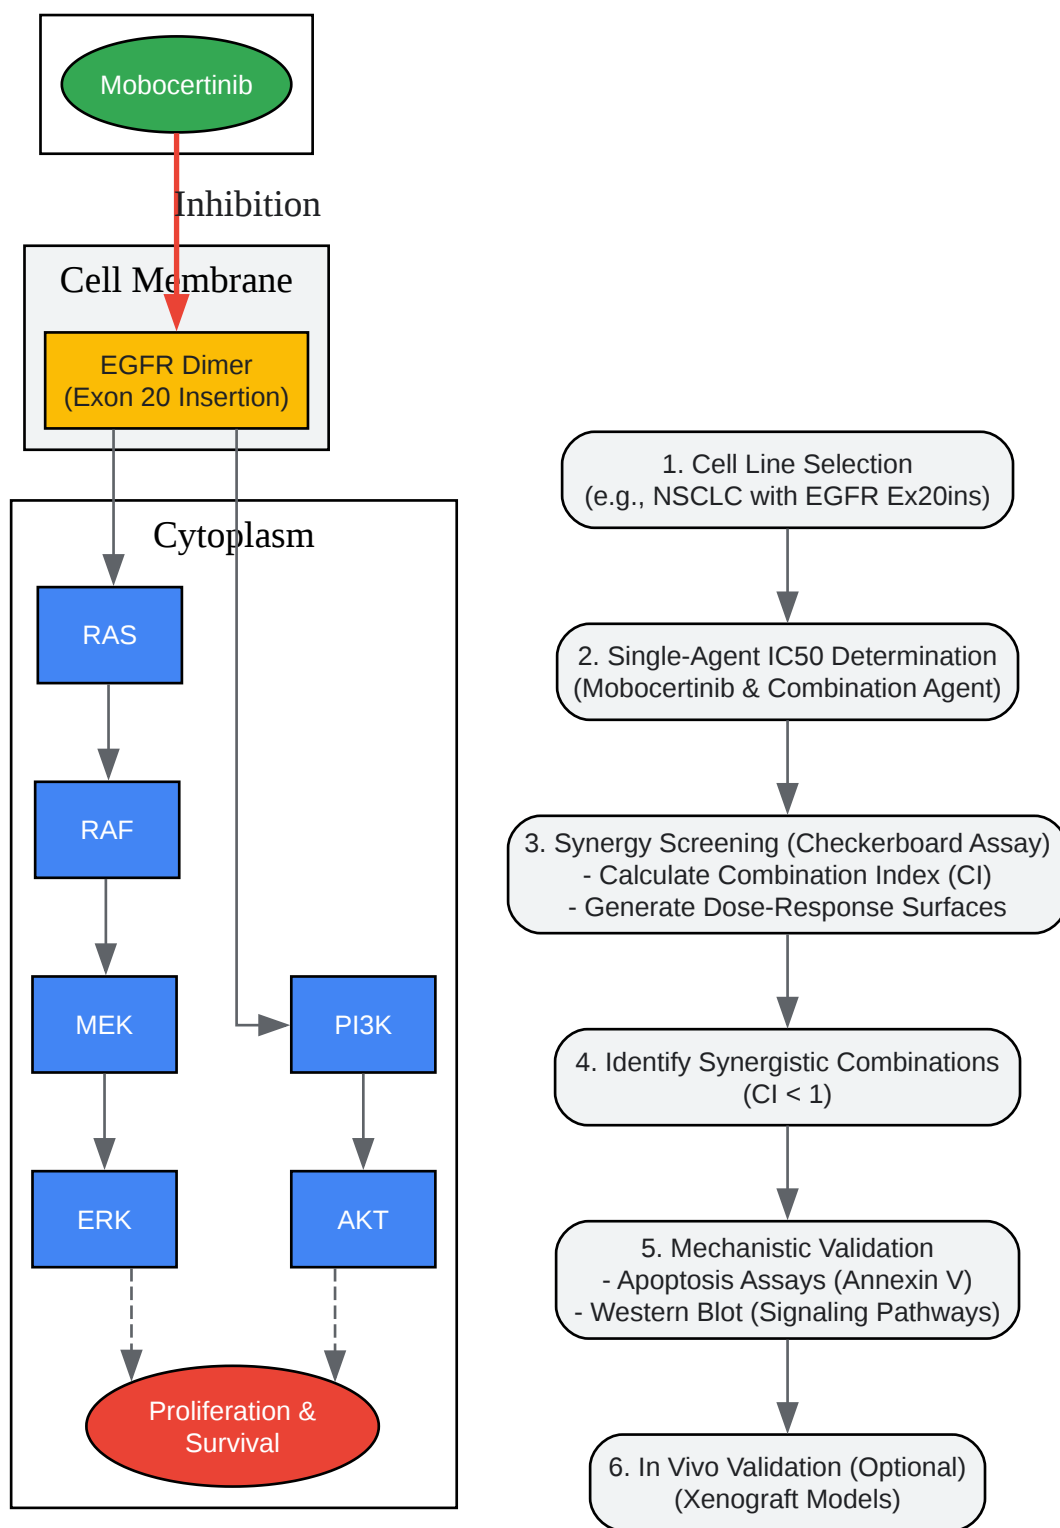 Mobocertinib
Inhibition
Cell Membrane
EGFR Dimer
(Exon 20 Insertion)
Cytoplasm
RAS
RAF
MEK
PI3K
ERK
AKT
Proliferation &
Survival
1. Cell Line Selection
(e.g., NSCLC with EGFR Ex20ins)
2. Single-Agent IC50 Determination
(Mobocertinib & Combination Agent)
3. Synergy Screening (Checkerboard Assay)
- Calculate Combination Index (CI)
- Generate Dose-Response Surfaces
4. Identify Synergistic Combinations
(CI < 1)
5. Mechanistic Validation
- Apoptosis Assays (Annexin V)
- Western Blot (Signaling Pathways)
6. In Vivo Validation (Optional)
(Xenograft Models)